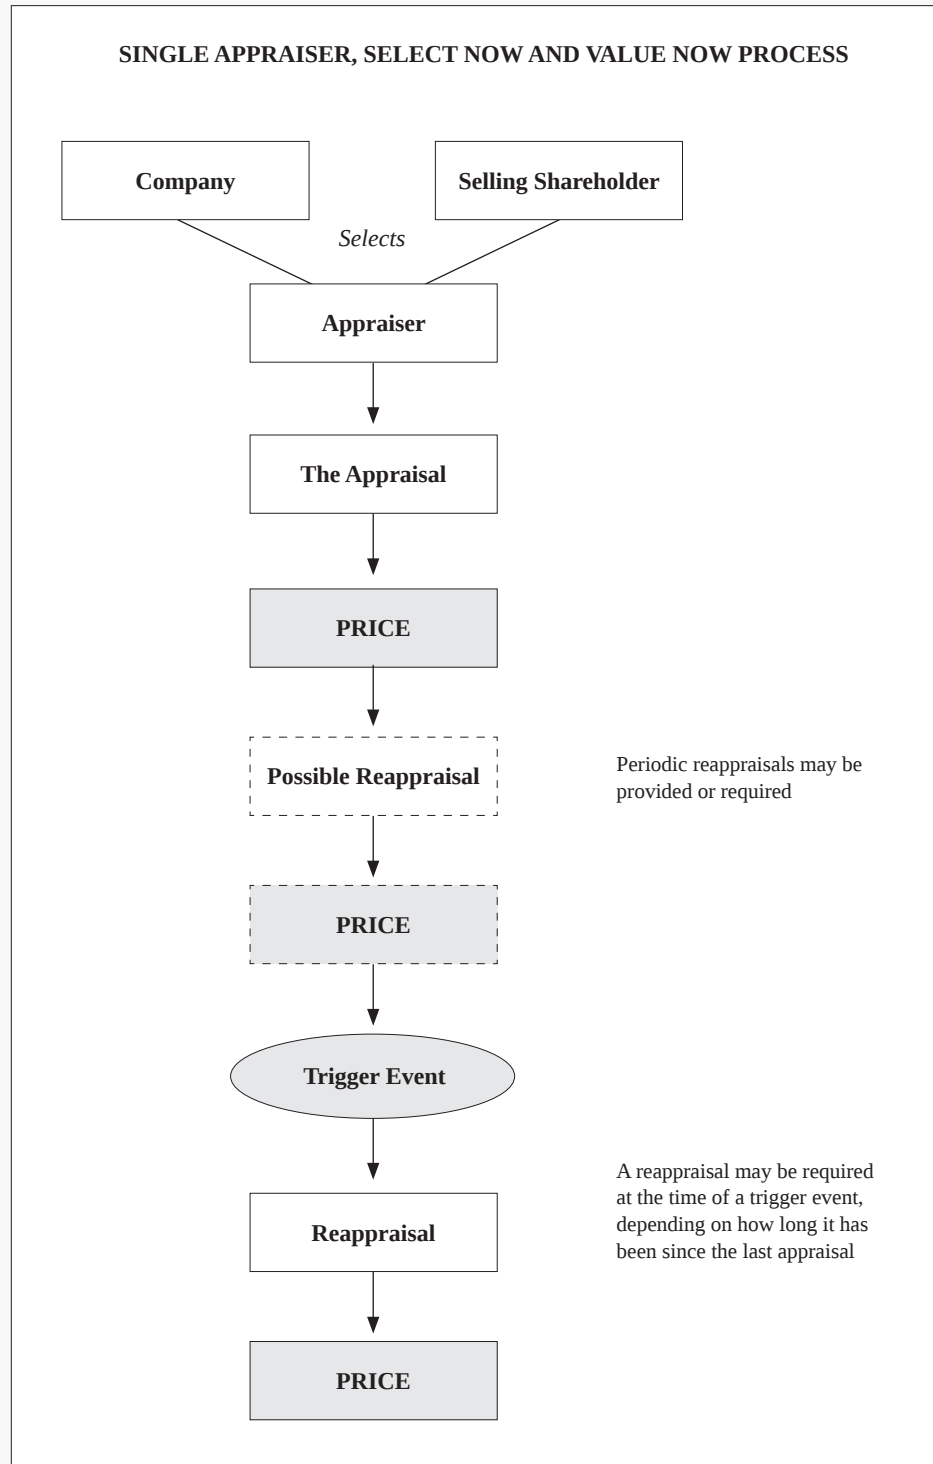 SINGLE APPRAISER, SELECT NOW AND VALUE NOW PROCESS
Company
Selling Shareholder
Selects
Appraiser
The Appraisal
PRICE
Possible Reappraisal
Periodic reappraisals may be
provided or required
PRICE
Trigger Event
A reappraisal may be required
at the time of a trigger event,
depending on how long it has
been since the last appraisal
Reappraisal
PRICE